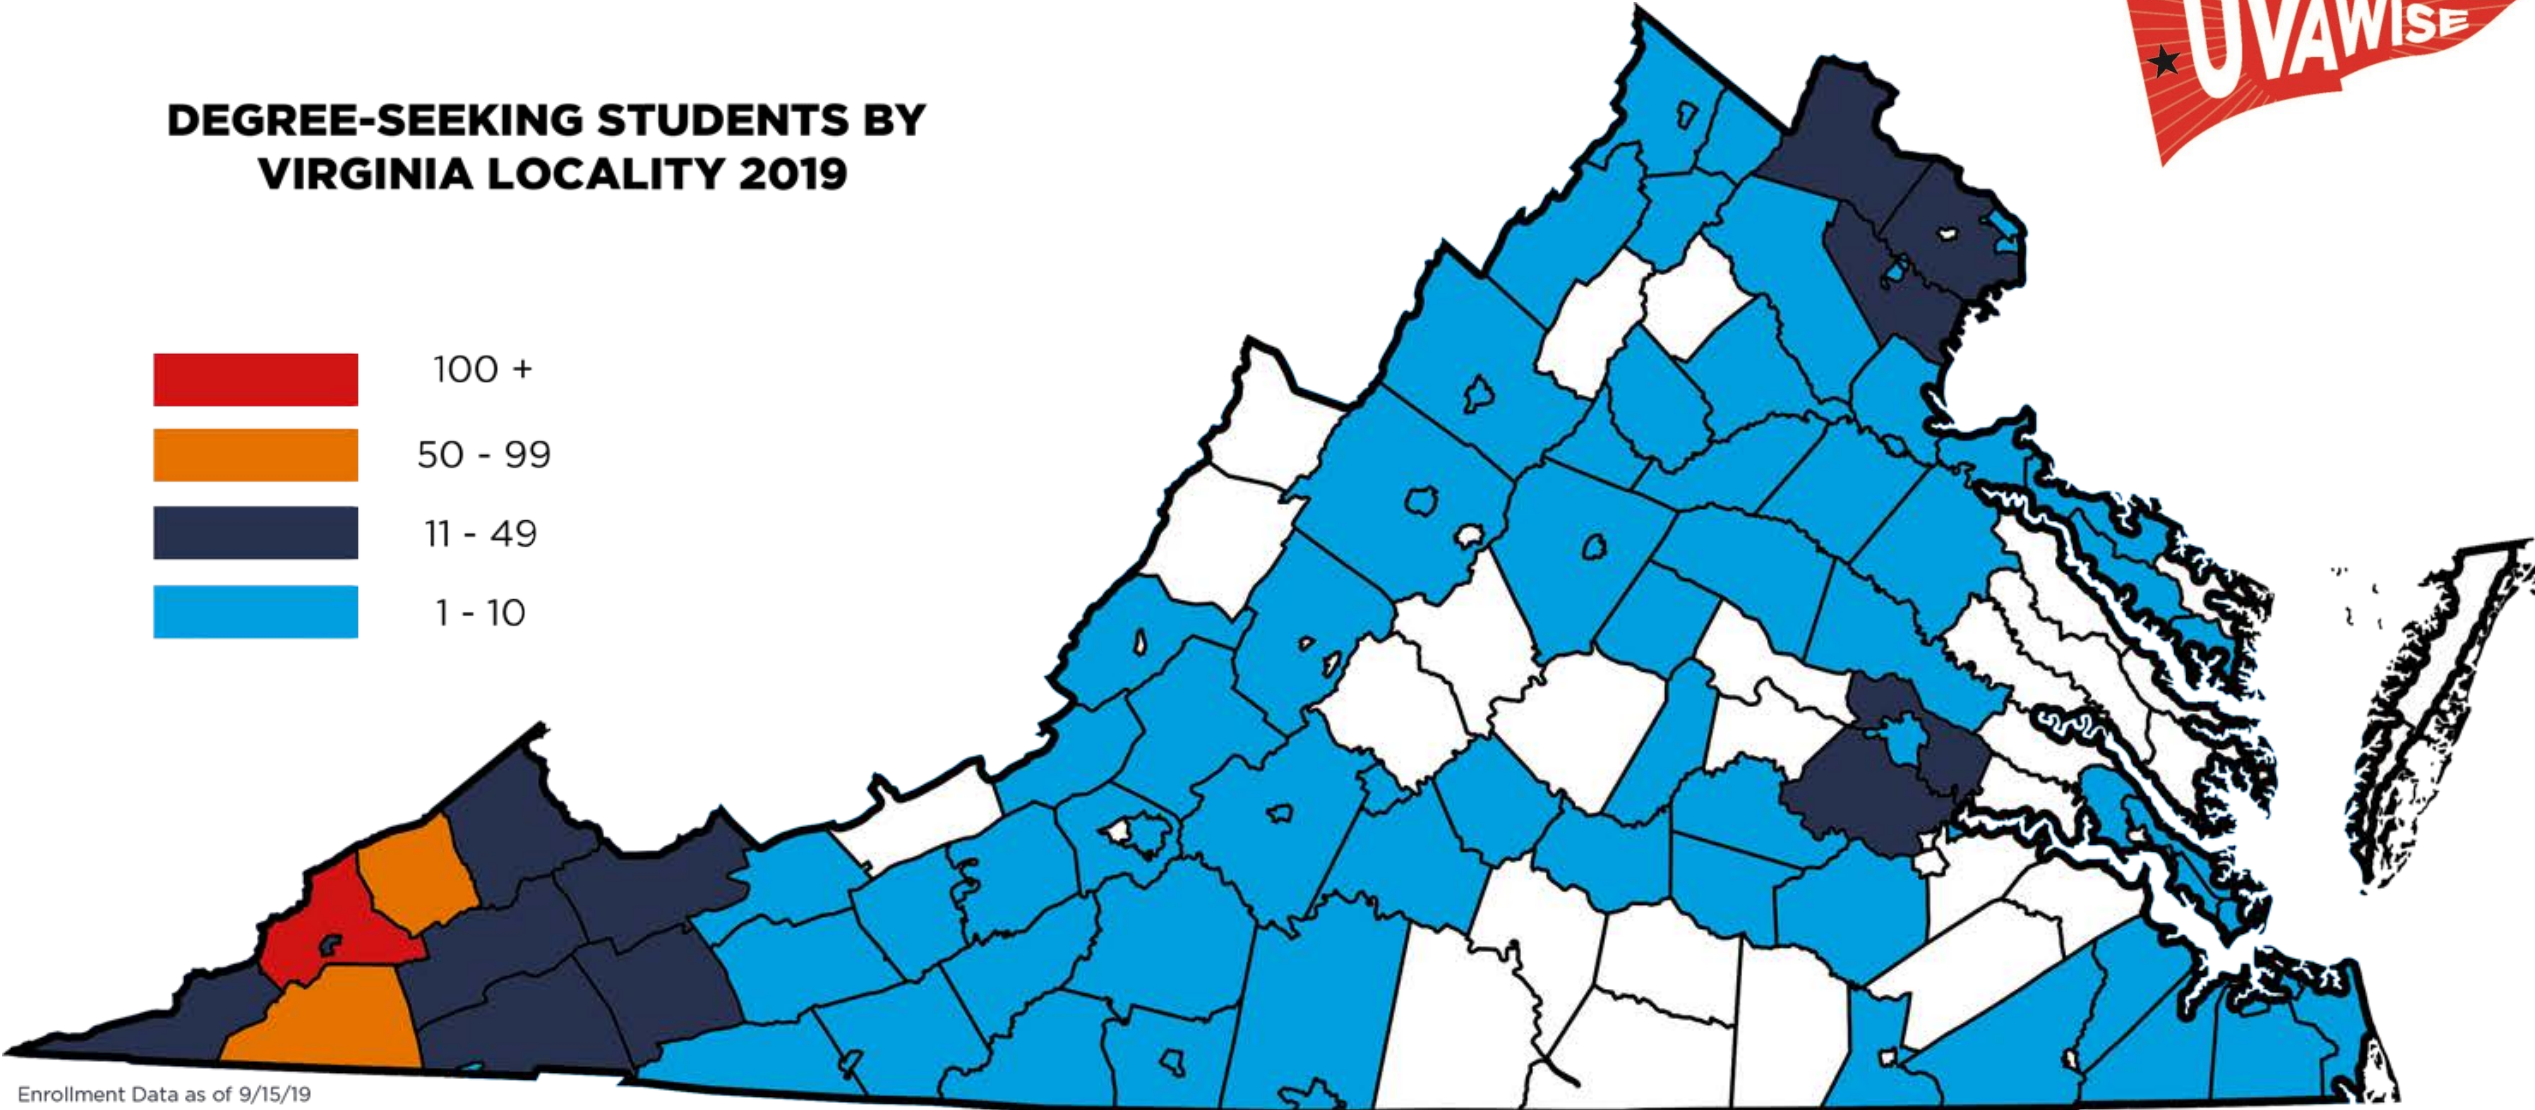 UVAWISE
DEGREE-SEEKING STUDENTS BY
VIRGINIA LOCALITY 2019
100 +
50 - 99
11 - 49
1 - 10
Enrollment Data as of 9/15/19